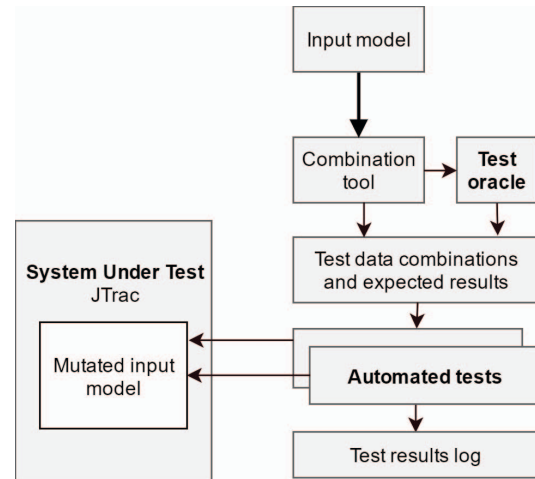 Input model
Combination
tool
Test
oracle
Test data combinations
and expected results
System Under Test
JTrac
Mutated input
model
Automated tests
Test results log